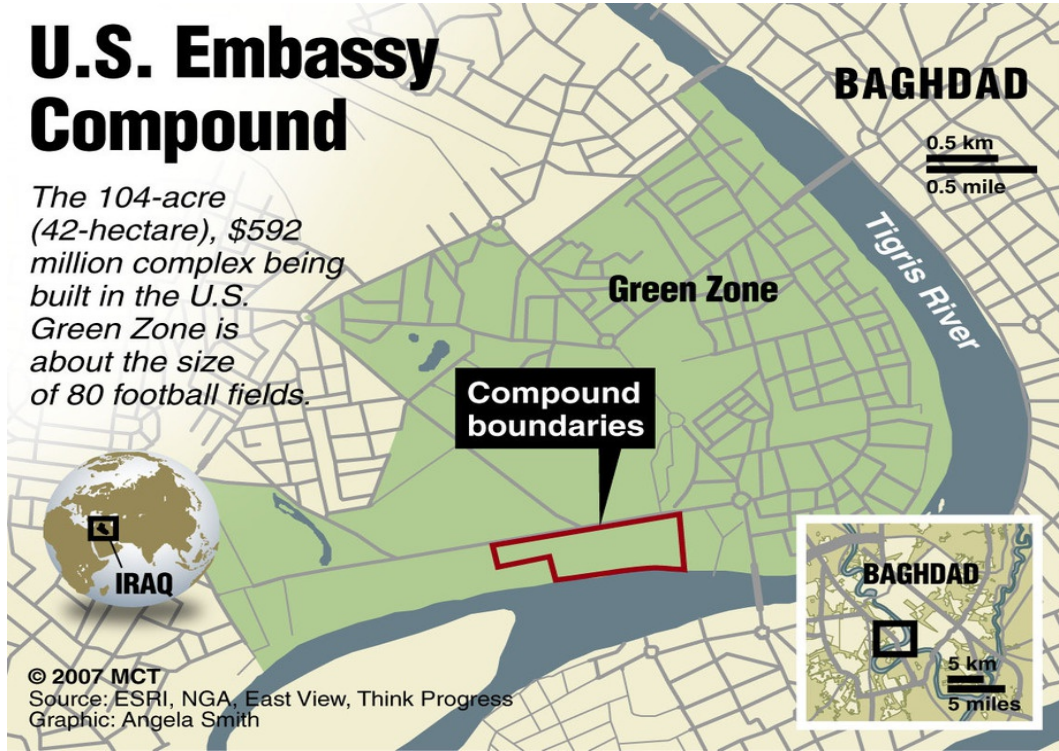 U.S. Embassy
Compound
The 104-acre
(42-hectare), $592
million complex being
built in the U.S.
Green Zone is
about the size
of 80 football fields.
BAGHDAD
0.5 km
0.5 mile
Tigris River
Green Zone
Compound
boundaries
IRAQ
BAGHDAD
5 km
5 miles
© 2007 MCT
Source: ESRI, NGA, East View, Think Progress
Graphic: Angela Smith